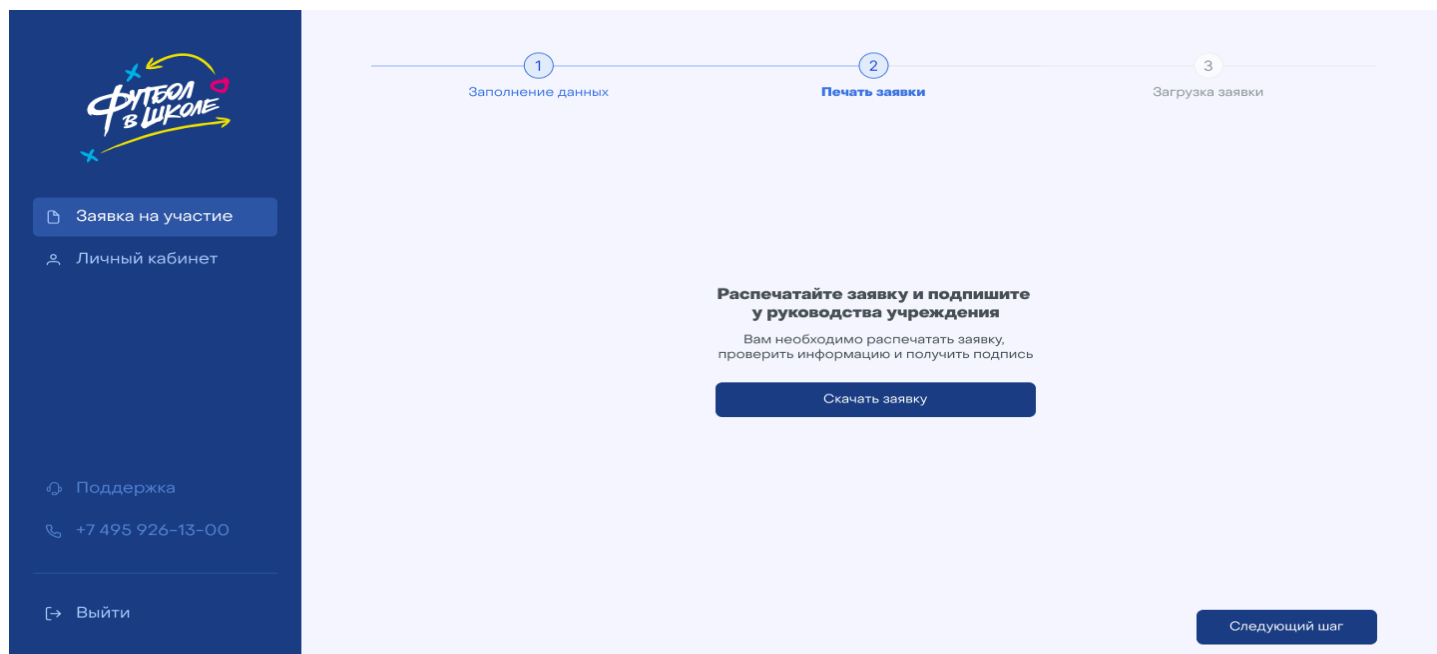 ФУТБОЛ
В ШКОЛЕ
Заявка на участие
Личный кабинет
Поддержка
+7 495 926-13-00
Выйти
1
Заполнение данных
2
Печать заявки
3
Загрузка заявки
Распечатайте заявку и подпишите
у руководства учреждения
Вам необходимо распечатать заявку,
проверить информацию и получить подпись
Скачать заявку
Следующий шаг